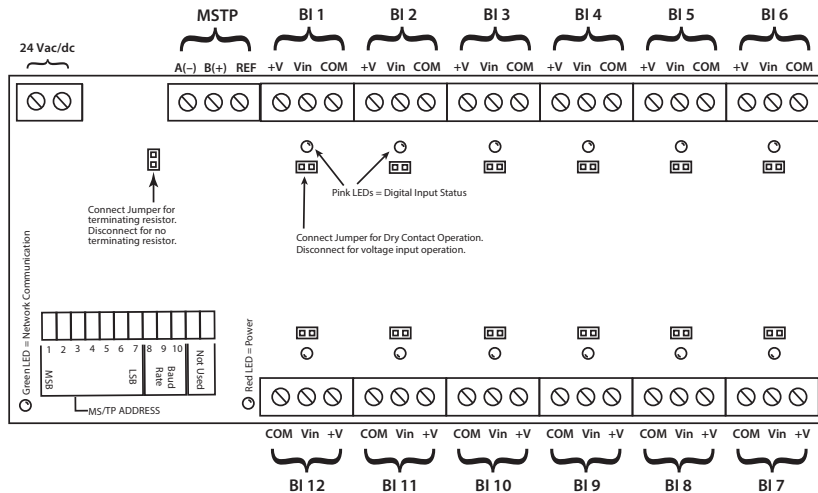 MSTP BI 1 BI 2 BI 3 BI 4 BI 5 BI 6
24 Vac/dc
A(-) B(+) REF +V Vin COM +V Vin COM +V Vin COM +V Vin COM +V Vin COM +V Vin COM
Pink LEDs = Digital Input Status
Connect Jumper for
terminating resistor.
Disconnect for no
terminating resistor.
Connect Jumper for Dry Contact Operation.
Disconnect for voltage input operation.
Green LED = Network Communication
1 2 3 4 5 6 7 8 9 10
MSB
LSB
Baud
Rate
Not Used
MS/TP ADDRESS
Red LED = Power
COM Vin +V COM Vin +V COM Vin +V COM Vin +V COM Vin +V COM Vin +V
BI 12 BI 11 BI 10 BI 9 BI 8 BI 7